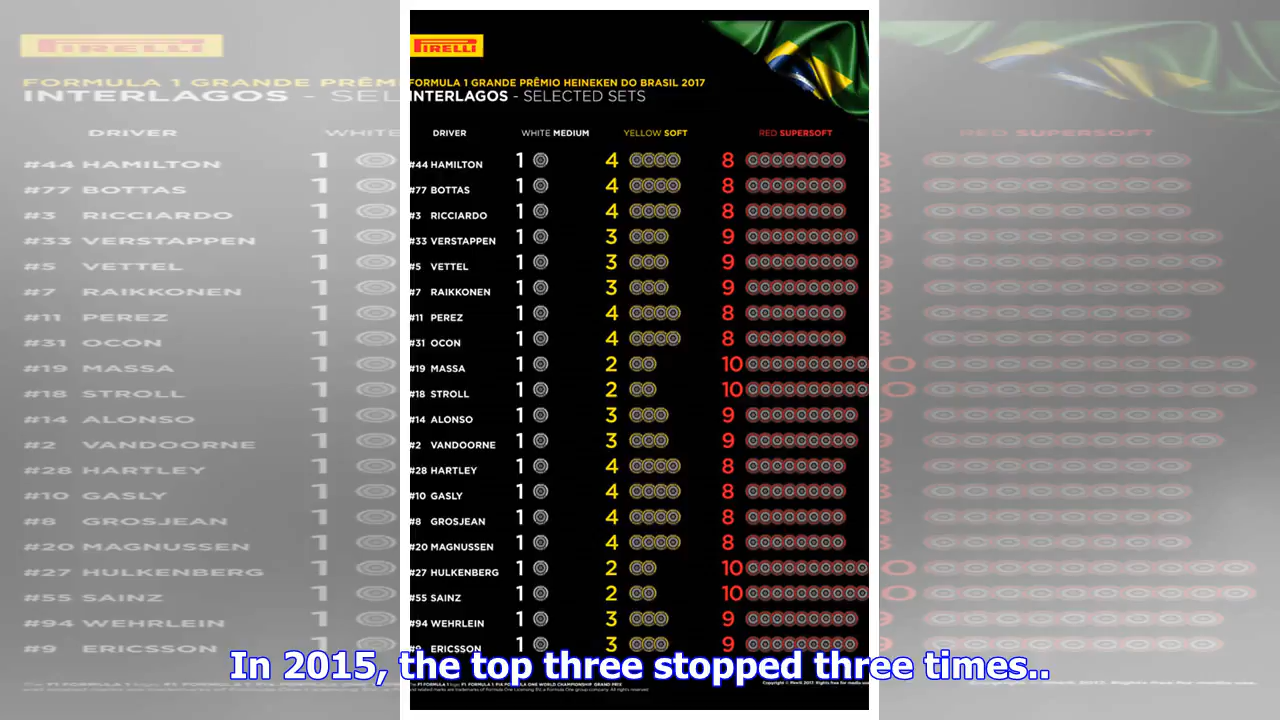 PIRELLI
FORMULA 1 GRANDE PRÊMIO HEINEKEN DO BRASIL 2017
INTERLAGOS - SELECTED SETS
DRIVER WHITE MEDIUM YELLOW SOFT RED SUPERSOFT
#44 HAMILTON 1 4 8
#77 BOTTAS 1 4 8
#3 RICCIARDO 1 4 8
#33 VERSTAPPEN 1 3 9
#5 VETTEL 1 3 9
#7 RAIKKONEN 1 3 9
#11 PEREZ 1 4 8
#31 OCON 1 4 8
#19 MASSA 1 2 10
#18 STROLL 1 2 10
#14 ALONSO 1 3 9
#2 VANDOORNE 1 3 9
#28 HARTLEY 1 4 8
#10 GASLY 1 4 8
#8 GROSJEAN 1 4 8
#20 MAGNUSSEN 1 4 8
#27 HULKENBERG 1 2 10
#55 SAINZ 1 2 10
#94 WEHRLEIN 1 3 9
#9 ERICSSON 1 3 9
In 2015, the top three stopped three times..